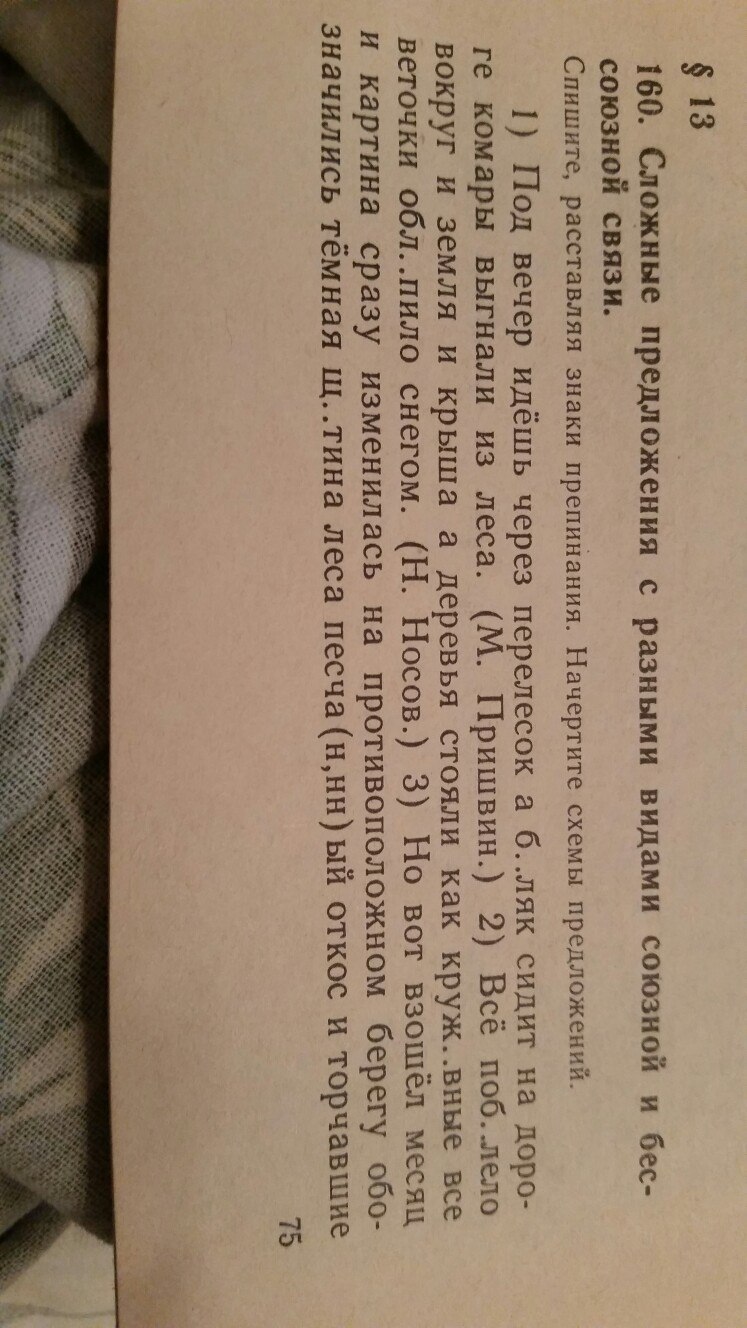 § 13
160. Сложные предложения с разными видами союзной и бес-
союзной связи.
Спишите, расставляя знаки препинания. Начертите схемы предложений.
1) Под вечер идёшь через перелесок а б..ляк сидит на доро-
ге комары выгнали из леса. (М. Пришвин.) 2) Всё поб..лело
вокруг и земля и крыша а деревья стояли как круж..вные все
веточки обл..пило снегом. (Н. Носов.) 3) Но вот взошёл месяц
и картина сразу изменилась на противоположном берегу обо-
значились тёмная щ..тина леса песча(н,нн)ый откос и торчавшие
75